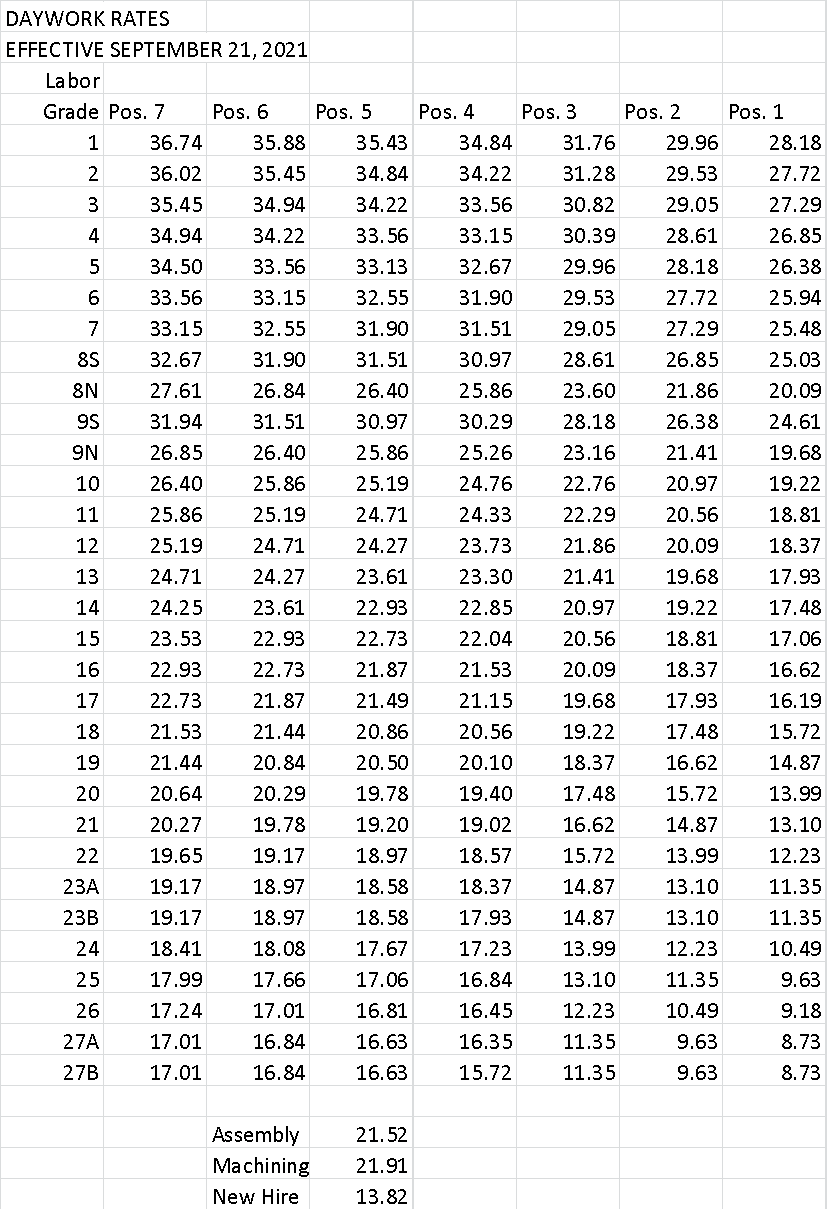 DAYWORK RATES
EFFECTIVE SEPTEMBER 21, 2021
Labor
Grade Pos. 7 Pos. 6 Pos. 5 Pos. 4 Pos. 3 Pos. 2 Pos. 1
1 36.74 35.88 35.43 34.84 31.76 29.96 28.18
2 36.02 35.45 34.84 34.22 31.28 29.53 27.72
3 35.45 34.94 34.22 33.56 30.82 29.05 27.29
4 34.94 34.22 33.56 33.15 30.39 28.61 26.85
5 34.50 33.56 33.13 32.67 29.96 28.18 26.38
6 33.56 33.15 32.55 31.90 29.53 27.72 25.94
7 33.15 32.55 31.90 31.51 29.05 27.29 25.48
8S 32.67 31.90 31.51 30.97 28.61 26.85 25.03
8N 27.61 26.84 26.40 25.86 23.60 21.86 20.09
9S 31.94 31.51 30.97 30.29 28.18 26.38 24.61
9N 26.85 26.40 25.86 25.26 23.16 21.41 19.68
10 26.40 25.86 25.19 24.76 22.76 20.97 19.22
11 25.86 25.19 24.71 24.33 22.29 20.56 18.81
12 25.19 24.71 24.27 23.73 21.86 20.09 18.37
13 24.71 24.27 23.61 23.30 21.41 19.68 17.93
14 24.25 23.61 22.93 22.85 20.97 19.22 17.48
15 23.53 22.93 22.73 22.04 20.56 18.81 17.06
16 22.93 22.73 21.87 21.53 20.09 18.37 16.62
17 22.73 21.87 21.49 21.15 19.68 17.93 16.19
18 21.53 21.44 20.86 20.56 19.22 17.48 15.72
19 21.44 20.84 20.50 20.10 18.37 16.62 14.87
20 20.64 20.29 19.78 19.40 17.48 15.72 13.99
21 20.27 19.78 19.20 19.02 16.62 14.87 13.10
22 19.65 19.17 18.97 18.57 15.72 13.99 12.23
23A 19.17 18.97 18.58 18.37 14.87 13.10 11.35
23B 19.17 18.97 18.58 17.93 14.87 13.10 11.35
24 18.41 18.08 17.67 17.23 13.99 12.23 10.49
25 17.99 17.66 17.06 16.84 13.10 11.35 9.63
26 17.24 17.01 16.81 16.45 12.23 10.49 9.18
27A 17.01 16.84 16.63 16.35 11.35 9.63 8.73
27B 17.01 16.84 16.63 15.72 11.35 9.63 8.73
Assembly 21.52
Machining 21.91
New Hire 13.82